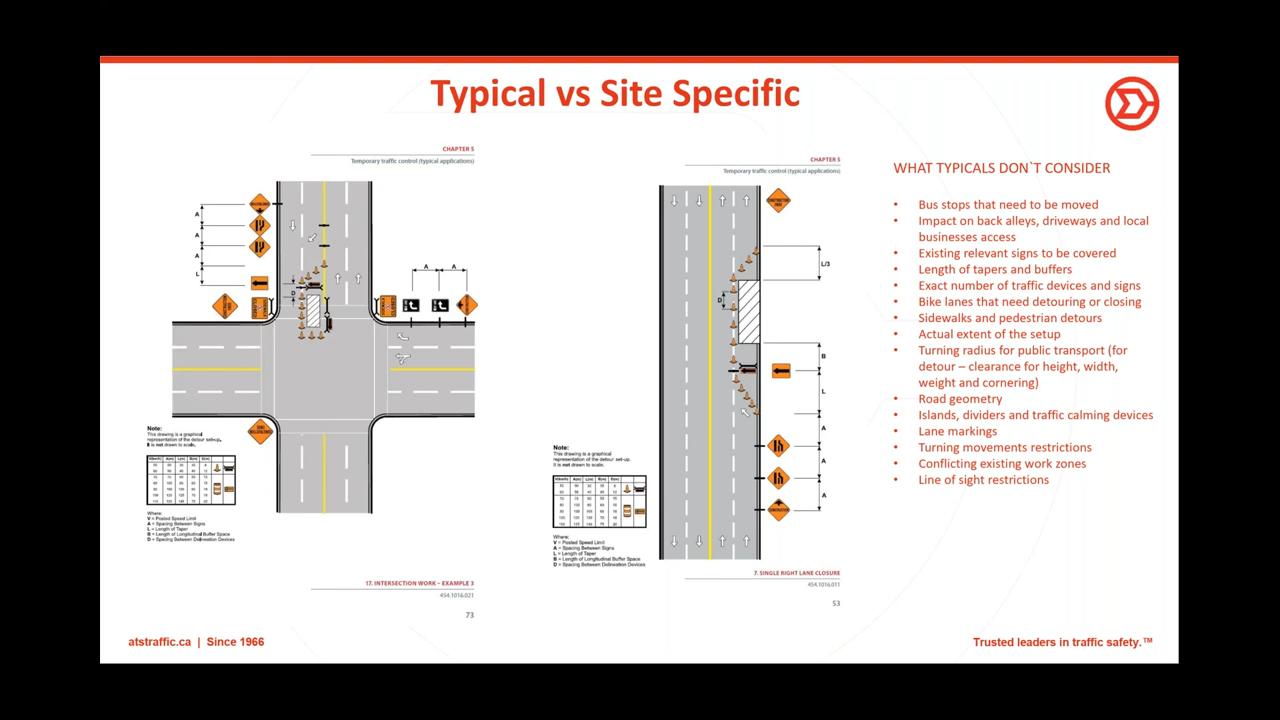 Typical vs Site Specific
CHAPTER 5
Temporary traffic control (typical applications)
A
A
A
L
D
A
A
Note:
This drawing is a graphical
representation of the detour set-up.
It is not drawn to scale.
Where:
V = Posted Speed Limit
A = Spacing Between Signs
L = Length of Taper
B = Length of Longitudinal Buffer Space
D = Spacing Between Delineation Devices
17. INTERSECTION WORK – EXAMPLE 3
454.1016.021
73
CHAPTER 5
Temporary traffic control (typical applications)
L/3
D
B
L
A
A
A
Note:
This drawing is a graphical
representation of the detour set-up.
It is not drawn to scale.
Where:
V = Posted Speed Limit
A = Spacing Between Signs
L = Length of Taper
B = Length of Longitudinal Buffer Space
D = Spacing Between Delineation Devices
7. SINGLE RIGHT LANE CLOSURE
454.1016.011
53
WHAT TYPICALS DON`T CONSIDER
• Bus stops that need to be moved
• Impact on back alleys, driveways and local
businesses access
• Existing relevant signs to be covered
• Length of tapers and buffers
• Exact number of traffic devices and signs
• Bike lanes that need detouring or closing
• Sidewalks and pedestrian detours
• Actual extent of the setup
• Turning radius for public transport (for
detour – clearance for height, width,
weight and cornering)
• Road geometry
• Islands, dividers and traffic calming devices
• Lane markings
• Turning movements restrictions
• Conflicting existing work zones
• Line of sight restrictions
atstraffic.ca | Since 1966
Trusted leaders in traffic safety.™